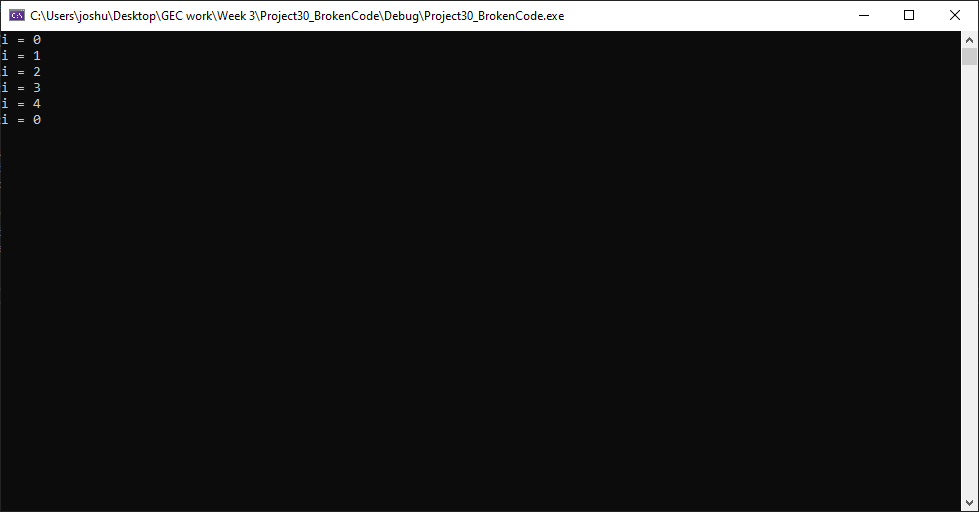 C:\Users\joshu\Desktop\GEC work\Week 3\Project30_BrokenCode\Debug\Project30_BrokenCode.exe
i = 0
i = 1
i = 2
i = 3
i = 4
i = 0